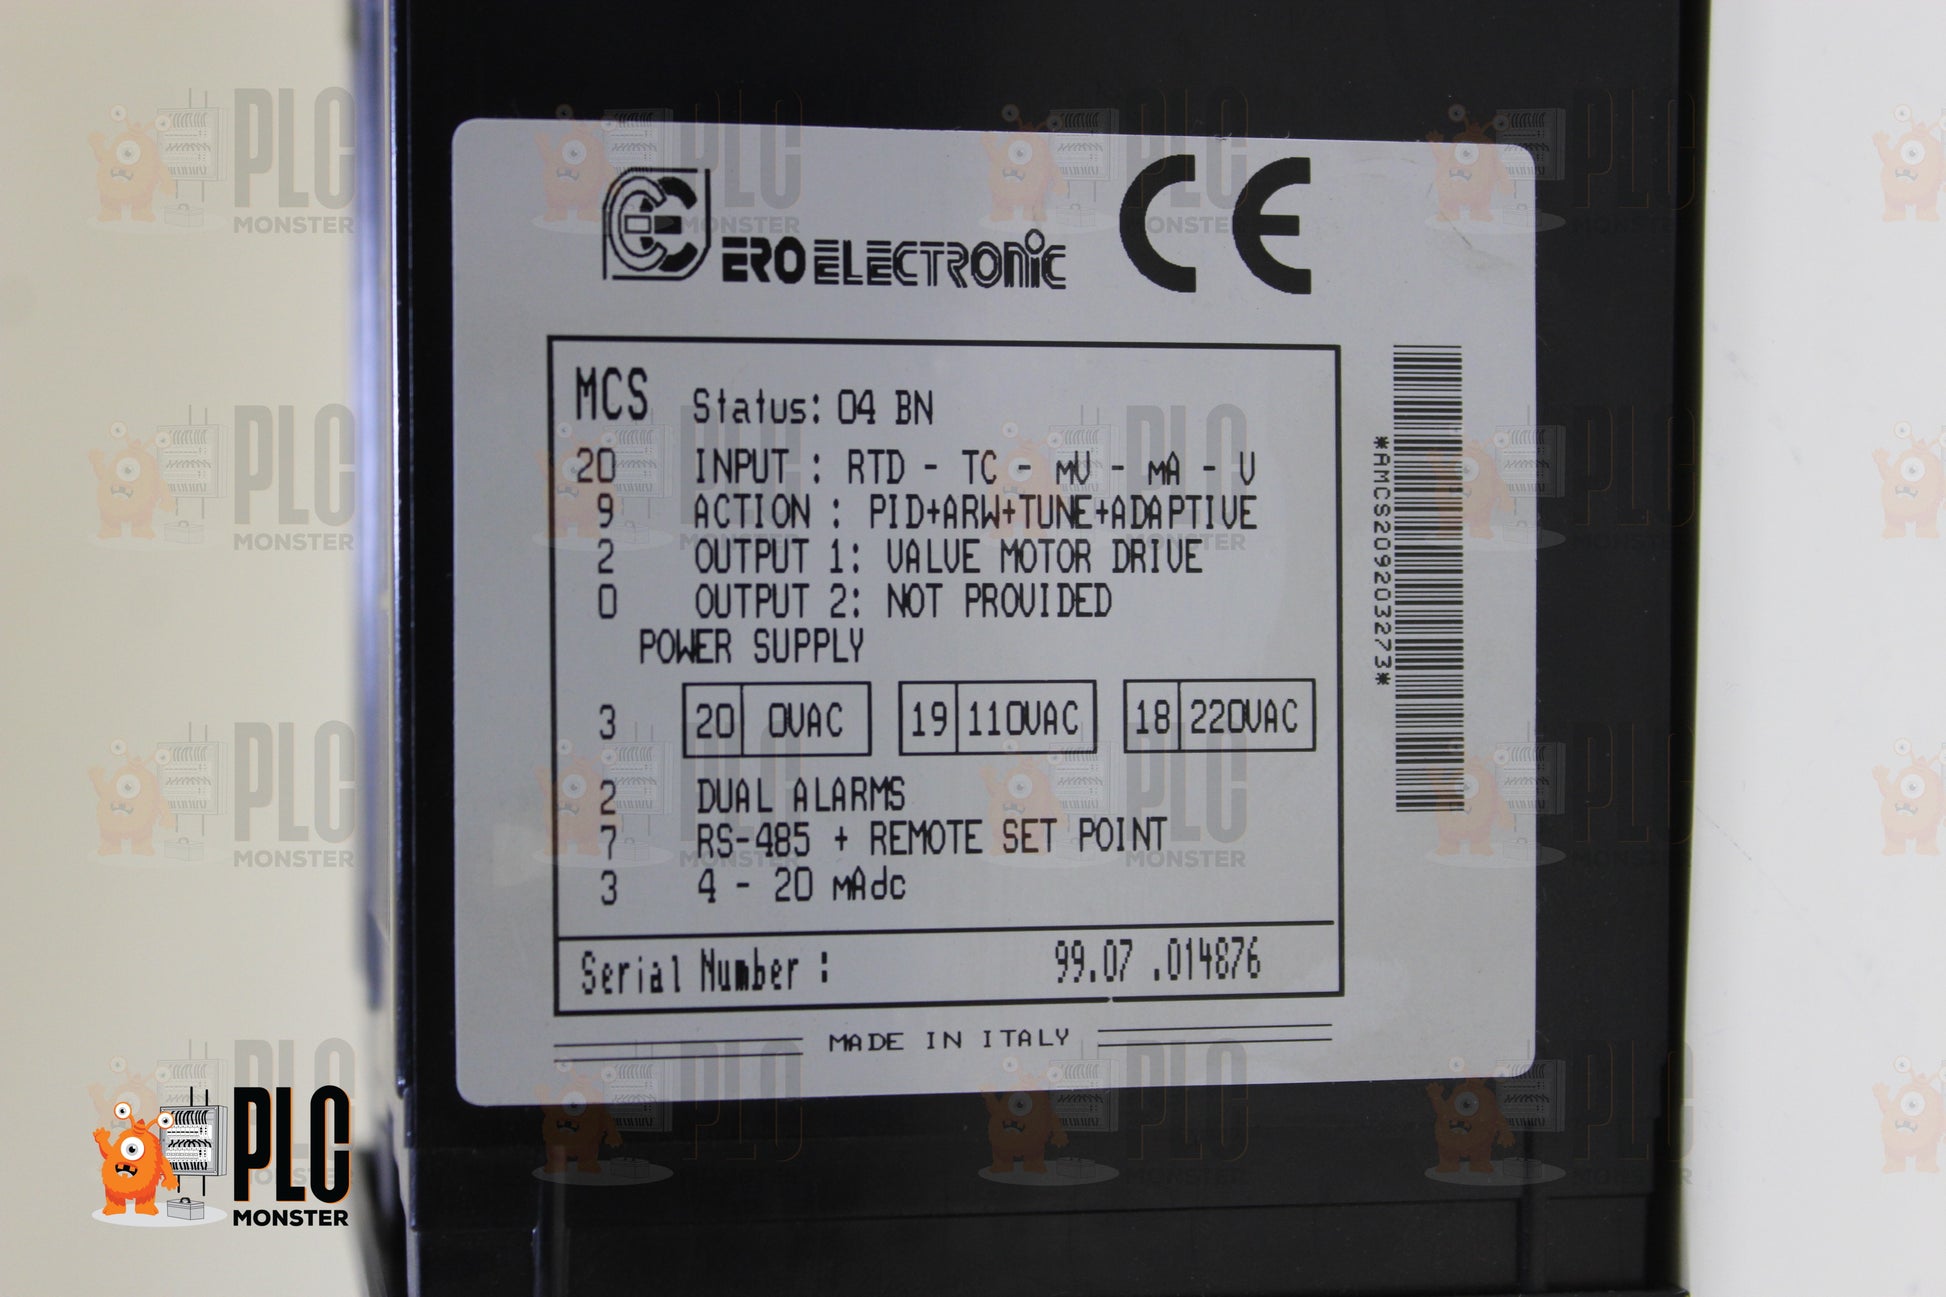 ERO ELECTRONIC CE
MCS Status: 04 BN
20 INPUT : RTD - TC - mV - mA - V
9 ACTION : PID+ARW+TUNE+ADAPTIVE
2 OUTPUT 1: VALVE MOTOR DRIVE
0 OUTPUT 2: NOT PROVIDED
POWER SUPPLY
3 20 0VAC 19 110VAC 18 220VAC
2 DUAL ALARMS
7 RS-485 + REMOTE SET POINT
3 4 - 20 mAdc
Serial Number : 99.07 .014876
MADE IN ITALY
*AMCS209203273*
PLC
MONSTER